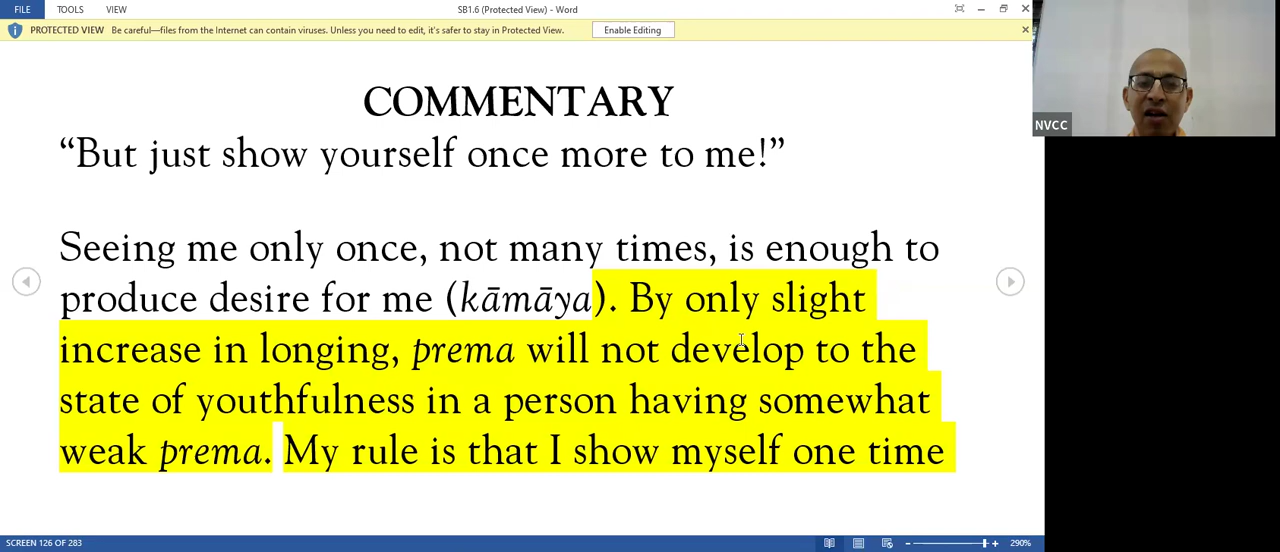 FILE TOOLS VIEW
SB1.6 (Protected View) - Word
PROTECTED VIEW Be careful—files from the Internet can contain viruses. Unless you need to edit, it's safer to stay in Protected View. Enable Editing
NVCC
COMMENTARY
“But just show yourself once more to me!”
Seeing me only once, not many times, is enough to
produce desire for me (kāmāya). By only slight
increase in longing, prema will not develop to the
state of youthfulness in a person having somewhat
weak prema. My rule is that I show myself one time
SCREEN 126 OF 283
290%